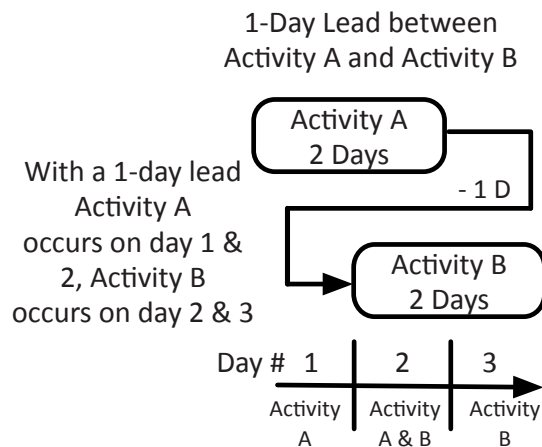 1-Day Lead between
Activity A and Activity B
Activity A
2 Days
With a 1-day lead
Activity A
occurs on day 1 &
2, Activity B
occurs on day 2 & 3
- 1 D
Activity B
2 Days
Day # 1 2 3
Activity Activity Activity
A A & B B